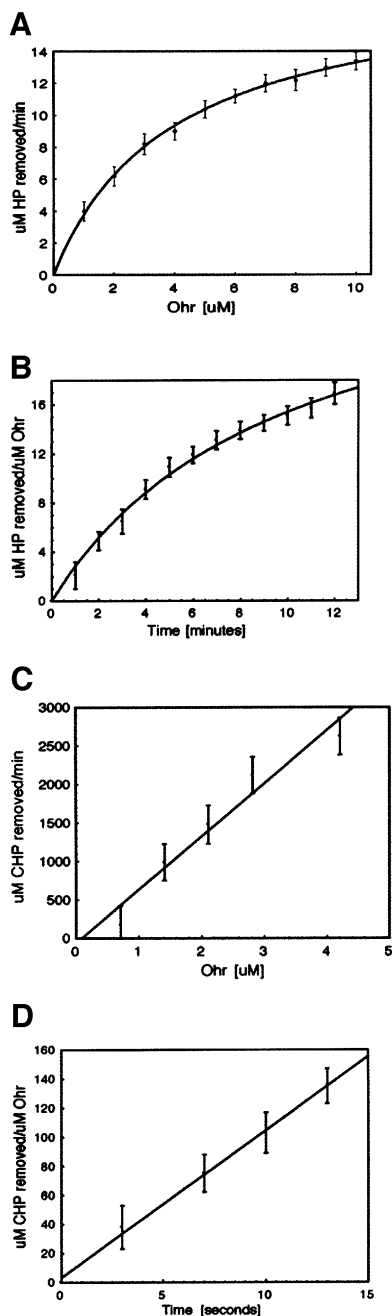 A
uM HP removed/min
14
12
10
8
6
4
2
0
0 2 4 6 8 10
Ohr [uM]
B
uM HP removed/uM Ohr
16
12
8
4
0
0 2 4 6 8 10 12
Time [minutes]
C
uM CHP removed/min
3000
2500
2000
1500
1000
500
0
0 1 2 3 4 5
Ohr [uM]
D
uM CHP removed/uM Ohr
160
140
120
100
80
60
40
20
0
0 5 10 15
Time [seconds]